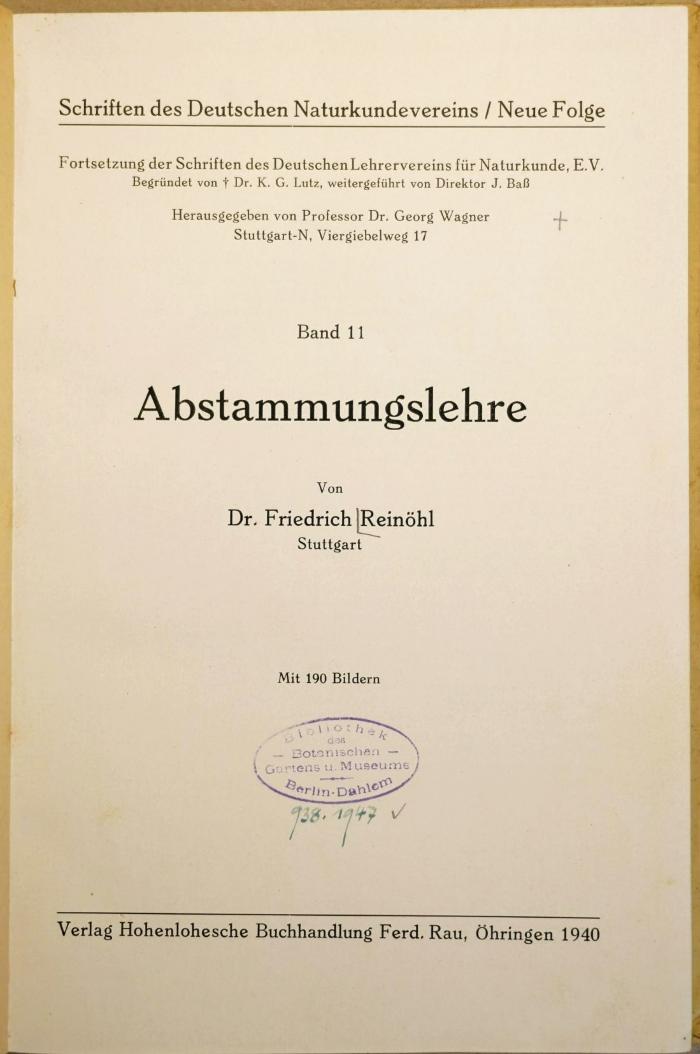 Schriften des Deutschen Naturkundevereins / Neue Folge
Fortsetzung der Schriften des Deutschen Lehrervereins für Naturkunde, E.V.
Begründet von † Dr. K. G. Lutz, weitergeführt von Direktor J. Baß
Herausgegeben von Professor Dr. Georg Wagner
Stuttgart-N, Viergiebelweg 17
Band 11
Abstammungslehre
Von
Dr. Friedrich Reinöhl
Stuttgart
Mit 190 Bildern
Bibliothek
des
— Botanischen —
Gartens u. Museums
Berlin-Dahlem
938. 1947 ✓
Verlag Hohenlohesche Buchhandlung Ferd. Rau, Öhringen 1940